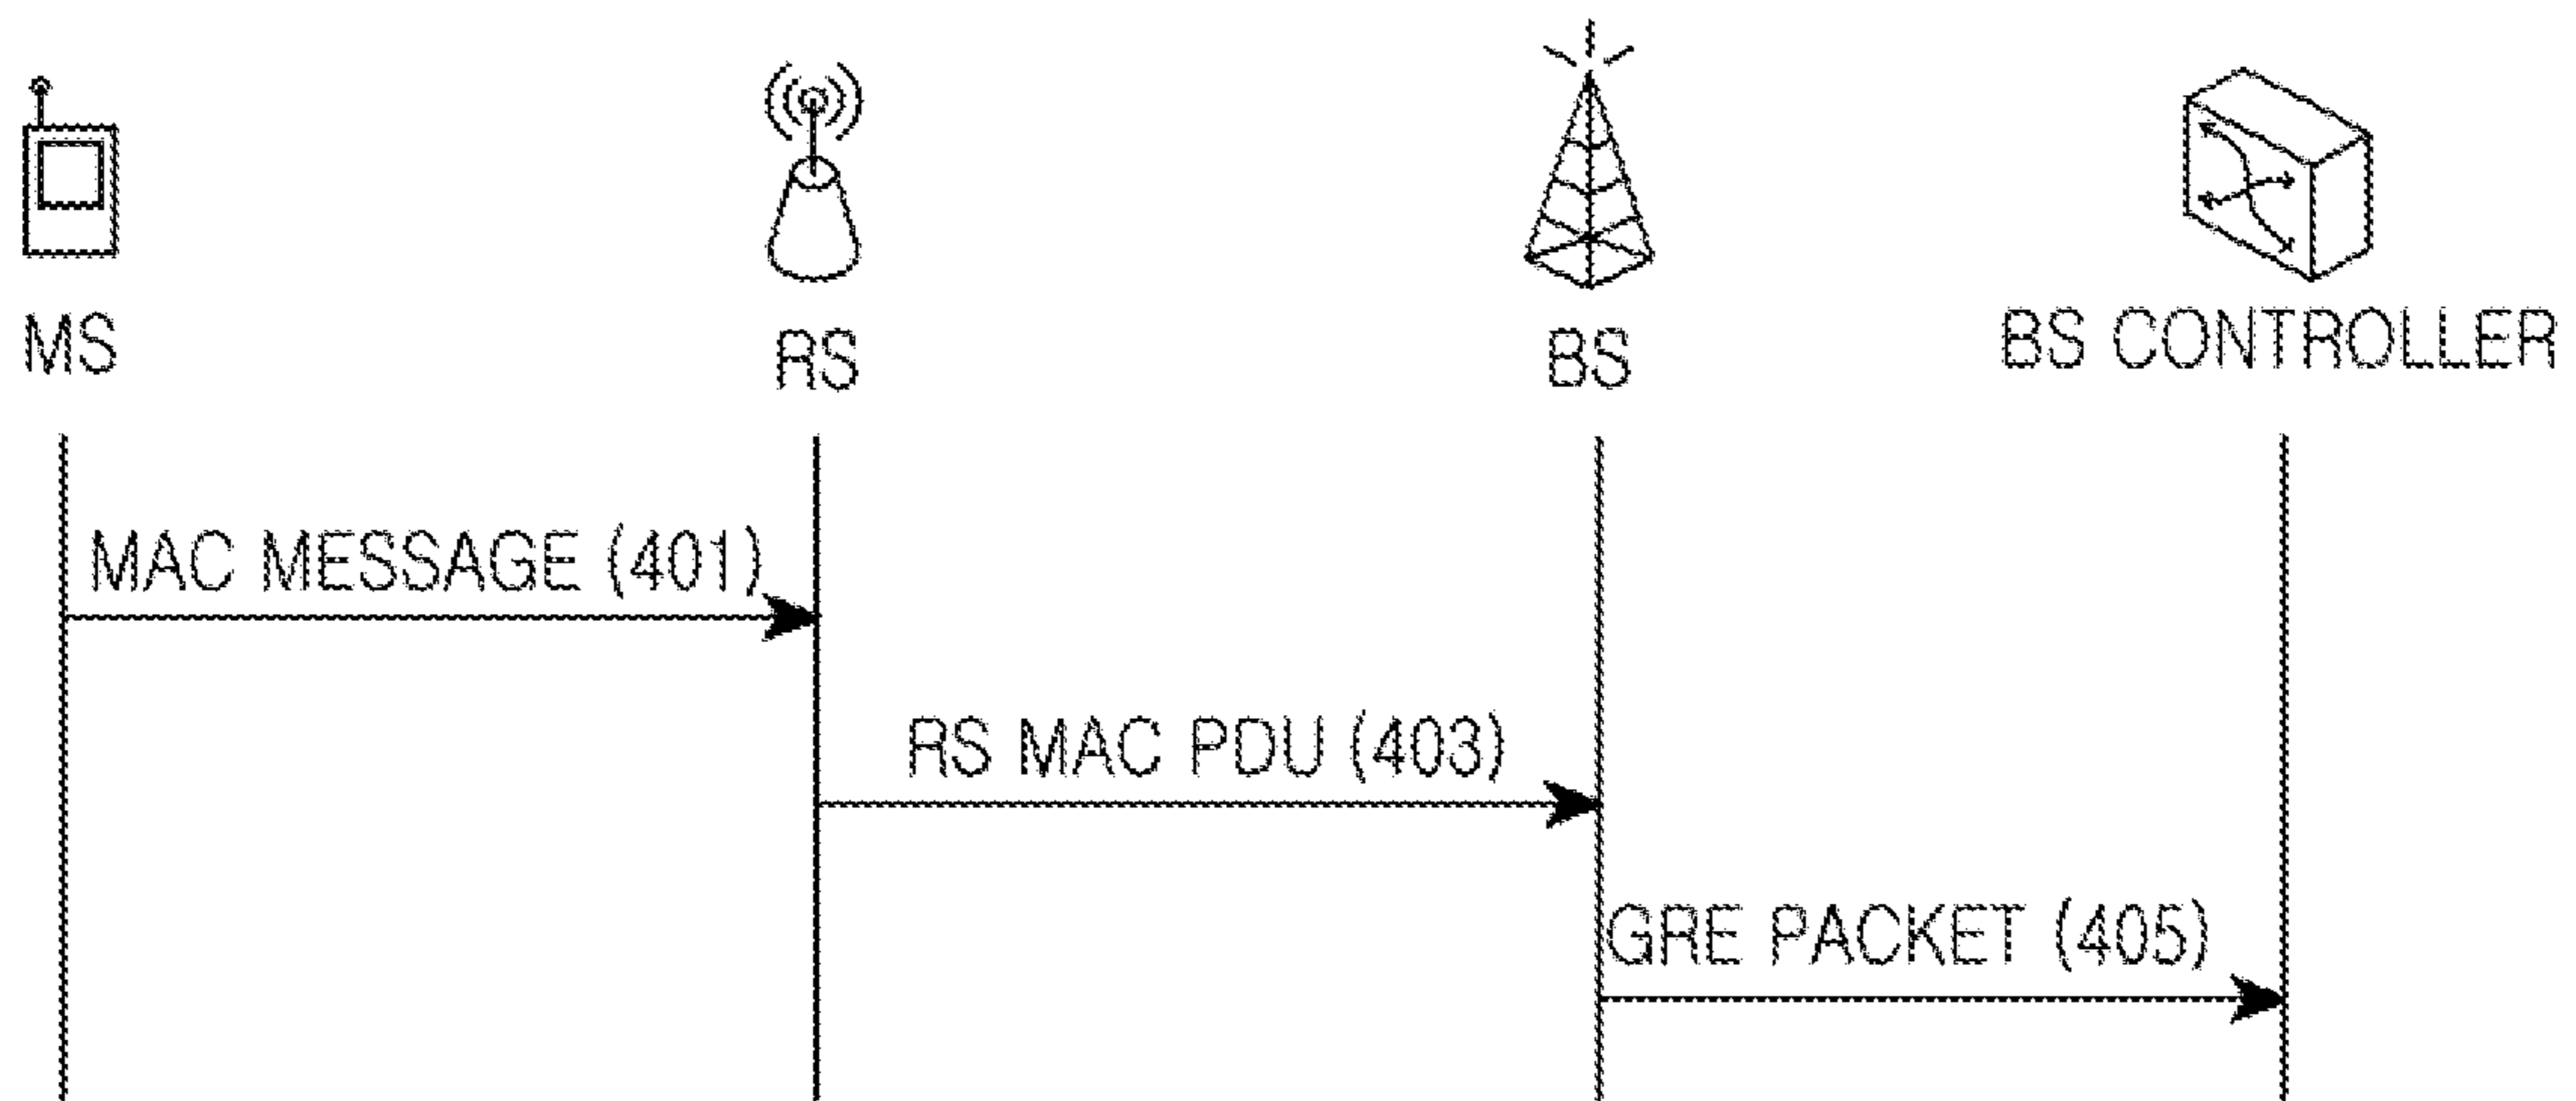 MS
RS
BS
BS CONTROLLER
MAC MESSAGE (401)
RS MAC PDU (403)
GRE PACKET (405)